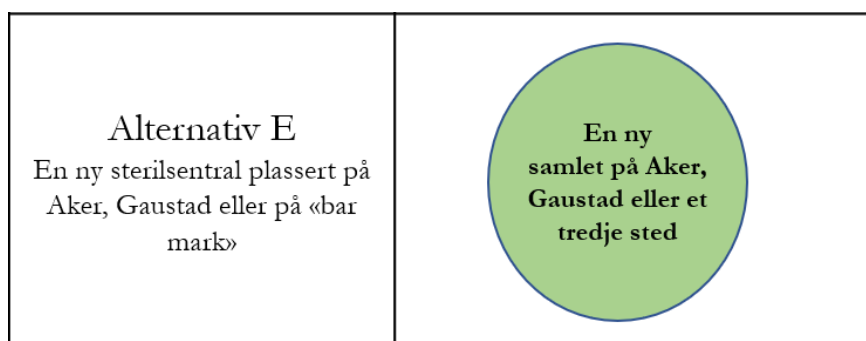 Alternativ E
En ny sterilsentral plassert på
Aker, Gaustad eller på «bar
mark»
En ny
samlet på Aker,
Gaustad eller et
tredje sted